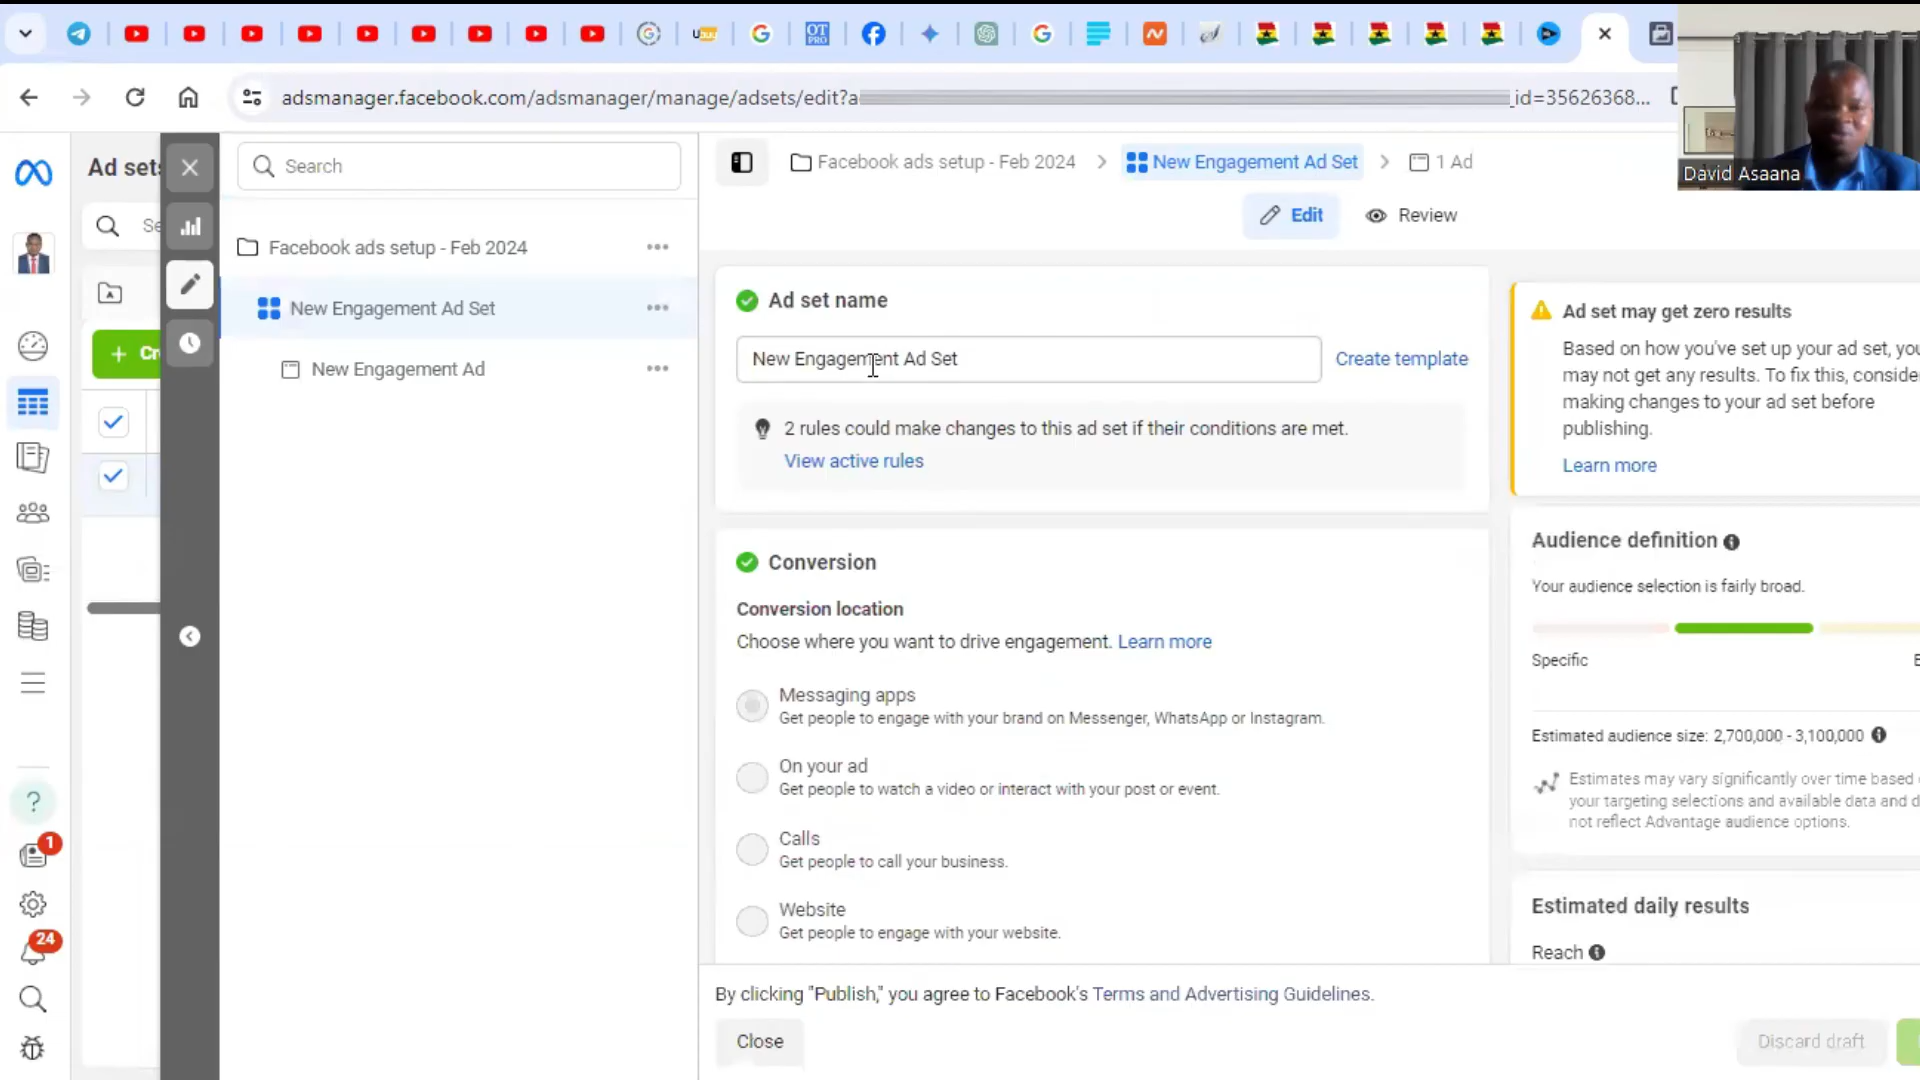 adsmanager.facebook.com/adsmanager/manage/adsets/edit?a
_id=35626368...
David Asaana
Ad sets
Search
Facebook ads setup - Feb 2024
New Engagement Ad Set
1 Ad
Edit
Review
Se
Facebook ads setup - Feb 2024
New Engagement Ad Set
New Engagement Ad
+ Cr
Ad set name
New Engagement Ad Set
Create template
2 rules could make changes to this ad set if their conditions are met.
View active rules
Ad set may get zero results
Based on how you've set up your ad set, you
may not get any results. To fix this, consider
making changes to your ad set before
publishing.
Learn more
Conversion
Conversion location
Choose where you want to drive engagement. Learn more
Messaging apps
Get people to engage with your brand on Messenger, WhatsApp or Instagram.
On your ad
Get people to watch a video or interact with your post or event.
Calls
Get people to call your business.
Website
Get people to engage with your website.
Audience definition
Your audience selection is fairly broad.
Specific
Estimated audience size: 2,700,000 - 3,100,000
Estimates may vary significantly over time based
your targeting selections and available data and d
not reflect Advantage audience options.
Estimated daily results
Reach
1
24
By clicking "Publish," you agree to Facebook's Terms and Advertising Guidelines.
Close
Discard draft